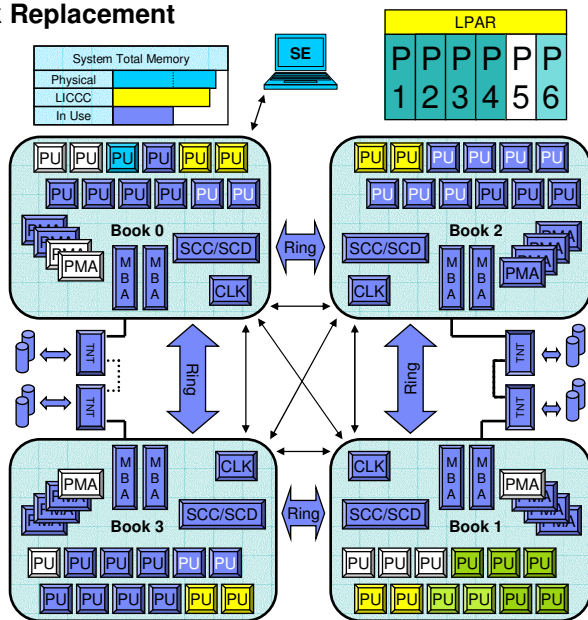 Replacement
System Total Memory
Physical
LICCC
In Use
SE
LPAR
P P P P P P
1 2 3 4 5 6
PU PU PU PU PU PU
PU PU PU PU PU PU
Book 0
PMA
PMA
PMA
PMA
MBA
MBA
SCC/SCD
CLK
Ring
PU PU PU PU PU PU
PU PU PU PU PU PU
Book 2
SCC/SCD
CLK
MBA
MBA
PMA
TNT
TNT
Ring
Ring
TNT
TNT
PMA
MBA
MBA
CLK
SCC/SCD
Book 3
PU PU PU PU PU PU
PU PU PU PU PU PU
Ring
CLK
MBA
MBA
PMA
SCC/SCD
Book 1
PU PU PU PU PU PU
PU PU PU PU PU PU